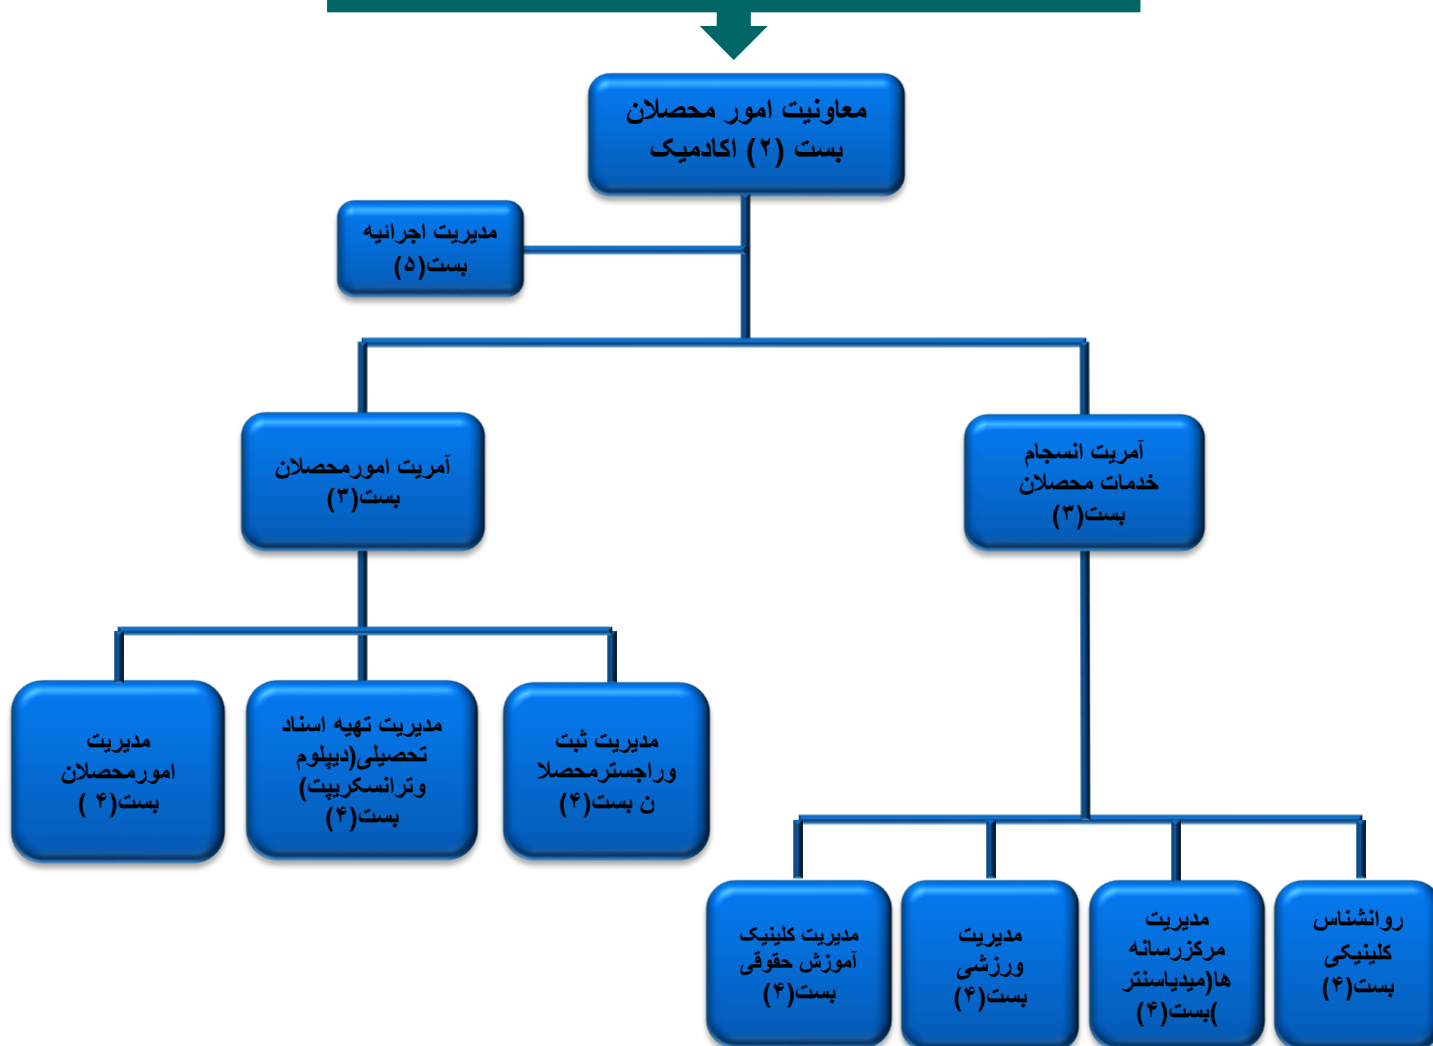 معاونیت امور محصلان
بست (۲) اکادمیک
مدیریت اجرائیه
بست(۵)
آمریت انسجام
خدمات محصلان
بست(۳)
آمریت امورمحصلان
بست(۳)
مدیریت ثبت
وراجسترمحصلا
ن بست(۴)
مدیریت تهیه اسناد
تحصیلی(دیپلوم
وترانسکریپت)
بست(۴)
مدیریت
امورمحصلان
بست(۴ )
روانشناس
کلینیکی
بست(۴)
مدیریت
مرکزرسانه
ها(میدیاسنتر
)بست(۴)
مدیریت
ورزشی
بست(۴)
مدیریت کلینیک
آموزش حقوقی
بست(۴)